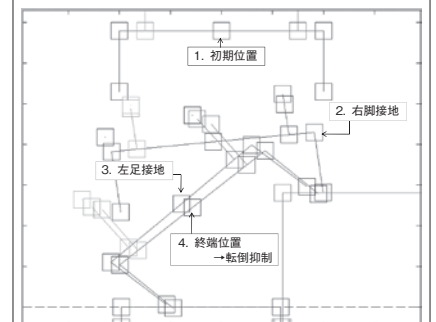 1. 初期位置
2. 右脚接地
3. 左足接地
4. 終端位置
→転倒抑制